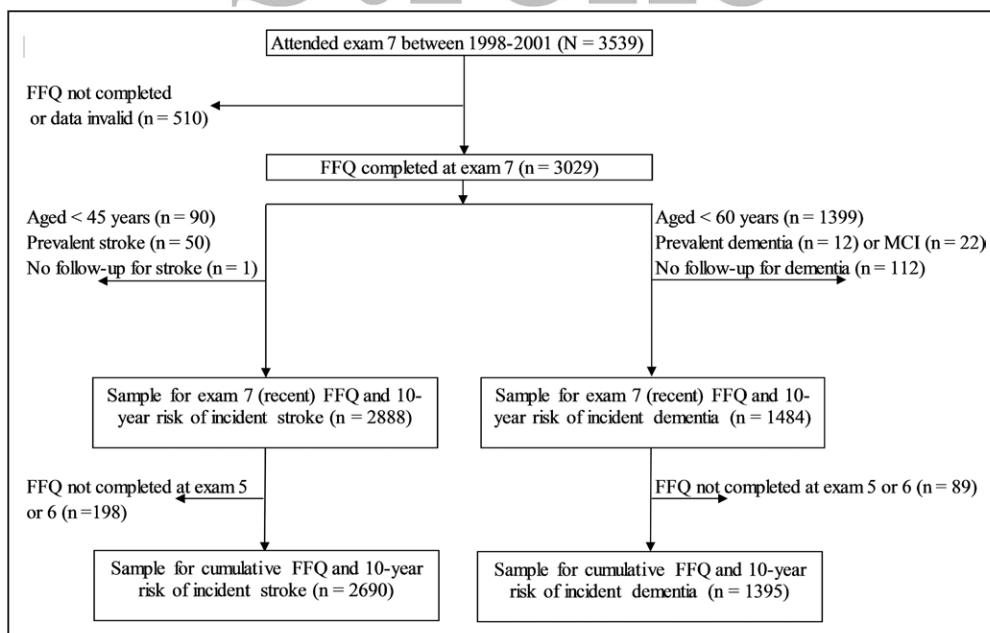 Attended exam 7 between 1998-2001 (N = 3539)
FFQ not completed
or data invalid (n = 510)
FFQ completed at exam 7 (n = 3029)
Aged < 45 years (n = 90)
Prevalent stroke (n = 50)
No follow-up for stroke (n = 1)
Aged < 60 years (n = 1399)
Prevalent dementia (n = 12) or MCI (n = 22)
No follow-up for dementia (n = 112)
Sample for exam 7 (recent) FFQ and 10-
year risk of incident stroke (n = 2888)
Sample for exam 7 (recent) FFQ and 10-
year risk of incident dementia (n = 1484)
FFQ not completed at exam 5
or 6 (n =198)
FFQ not completed at exam 5 or 6 (n = 89)
Sample for cumulative FFQ and 10-year
risk of incident stroke (n = 2690)
Sample for cumulative FFQ and 10-year
risk of incident dementia (n = 1395)